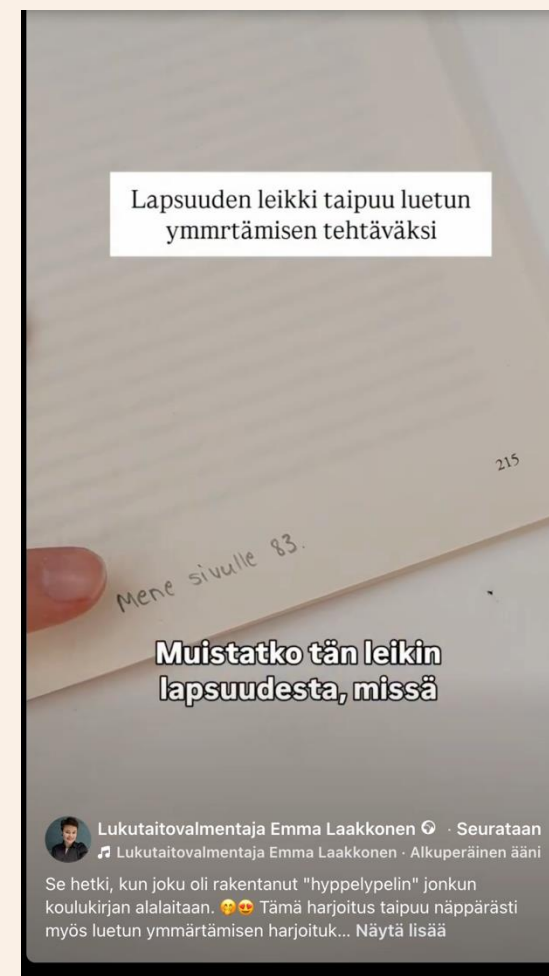 Lapsuuden leikki taipuu luetun
ymmrtämisen tehtäväksi
215
Mene sivulle 83.
Muistatko tän leikin
lapsuudesta, missä
Lukutaitovalmentaja Emma Laakkonen · Seurataan
Lukutaitovalmentaja Emma Laakkonen · Alkuperäinen ääni
Se hetki, kun joku oli rakentanut "hyppelypelin" jonkun
koulukirjan alalaitaan. 🤭😍 Tämä harjoitus taipuu näppärästi
myös luetun ymmärtämisen harjoituk... Näytä lisää